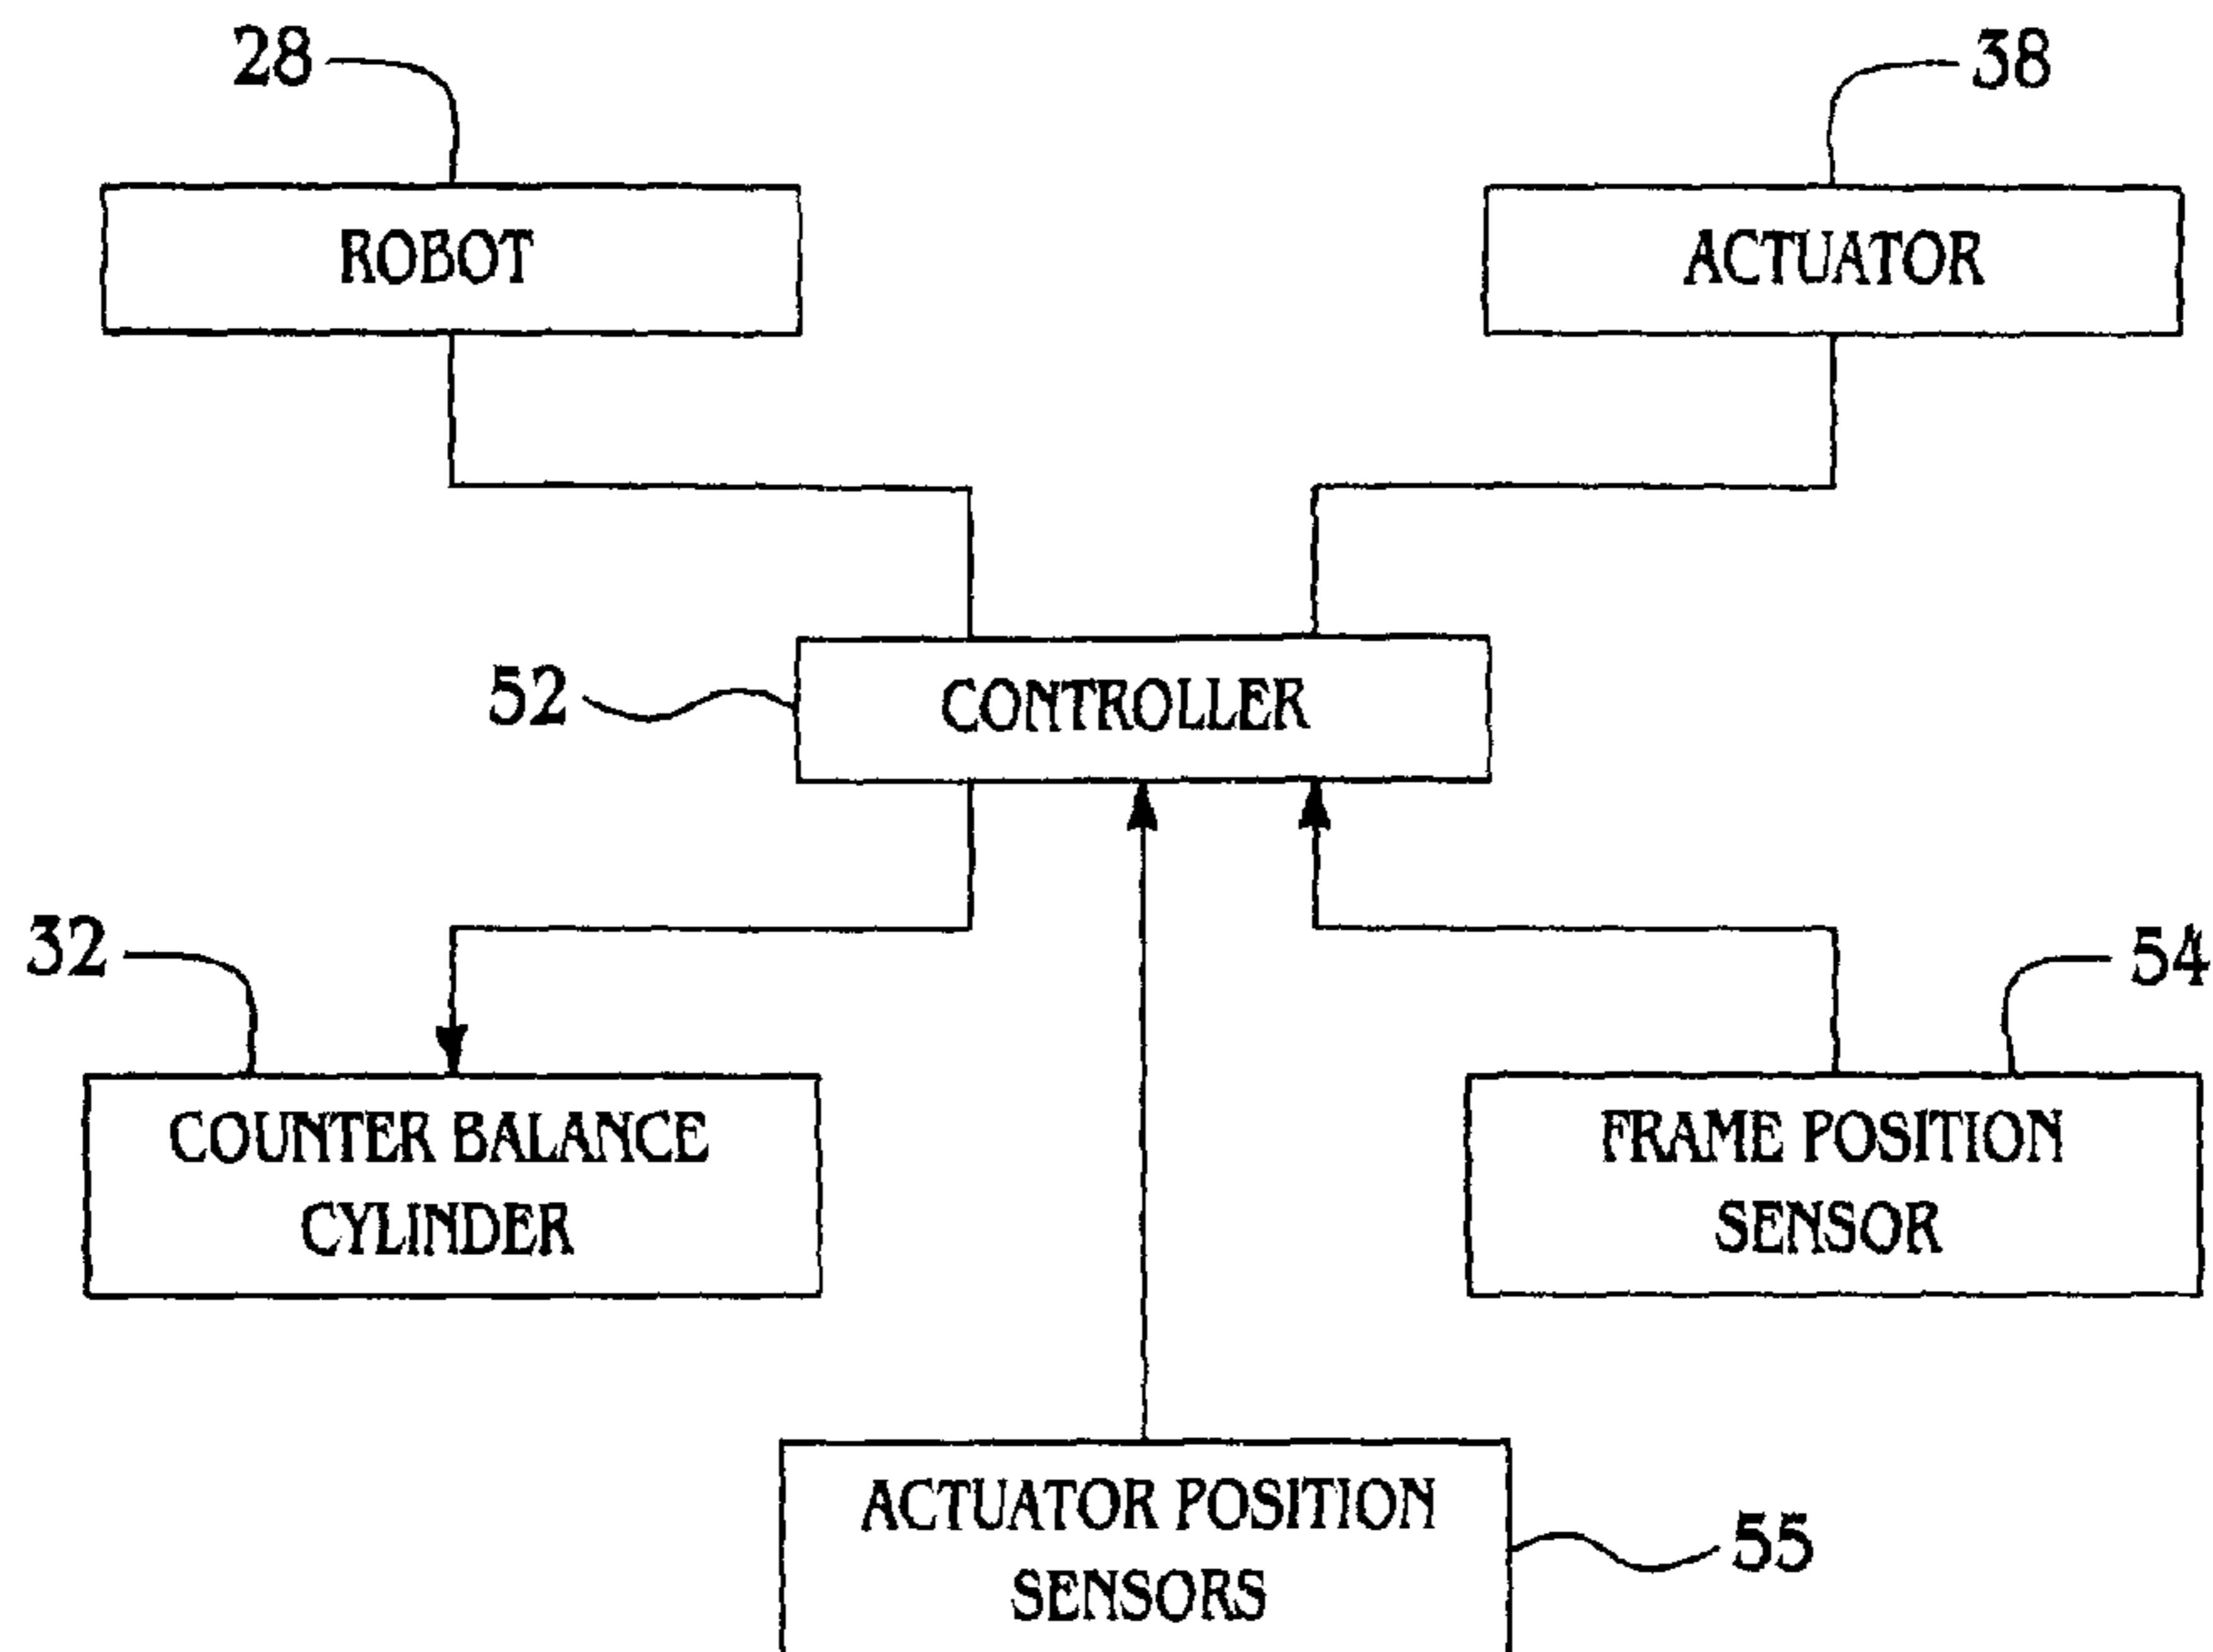 28
38
ROBOT
ACTUATOR
52
CONTROLLER
32
54
COUNTER BALANCE
CYLINDER
FRAME POSITION
SENSOR
ACTUATOR POSITION
SENSORS
55